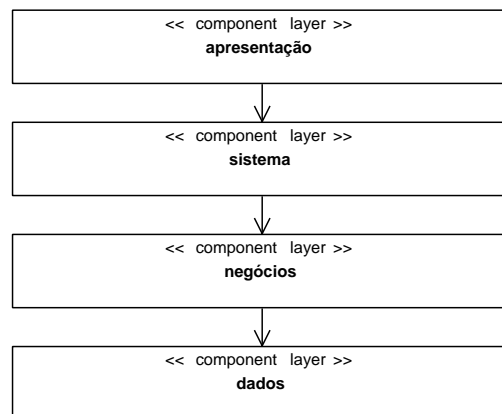 << component layer >>
apresentação
<< component layer >>
sistema
<< component layer >>
negócios
<< component layer >>
dados